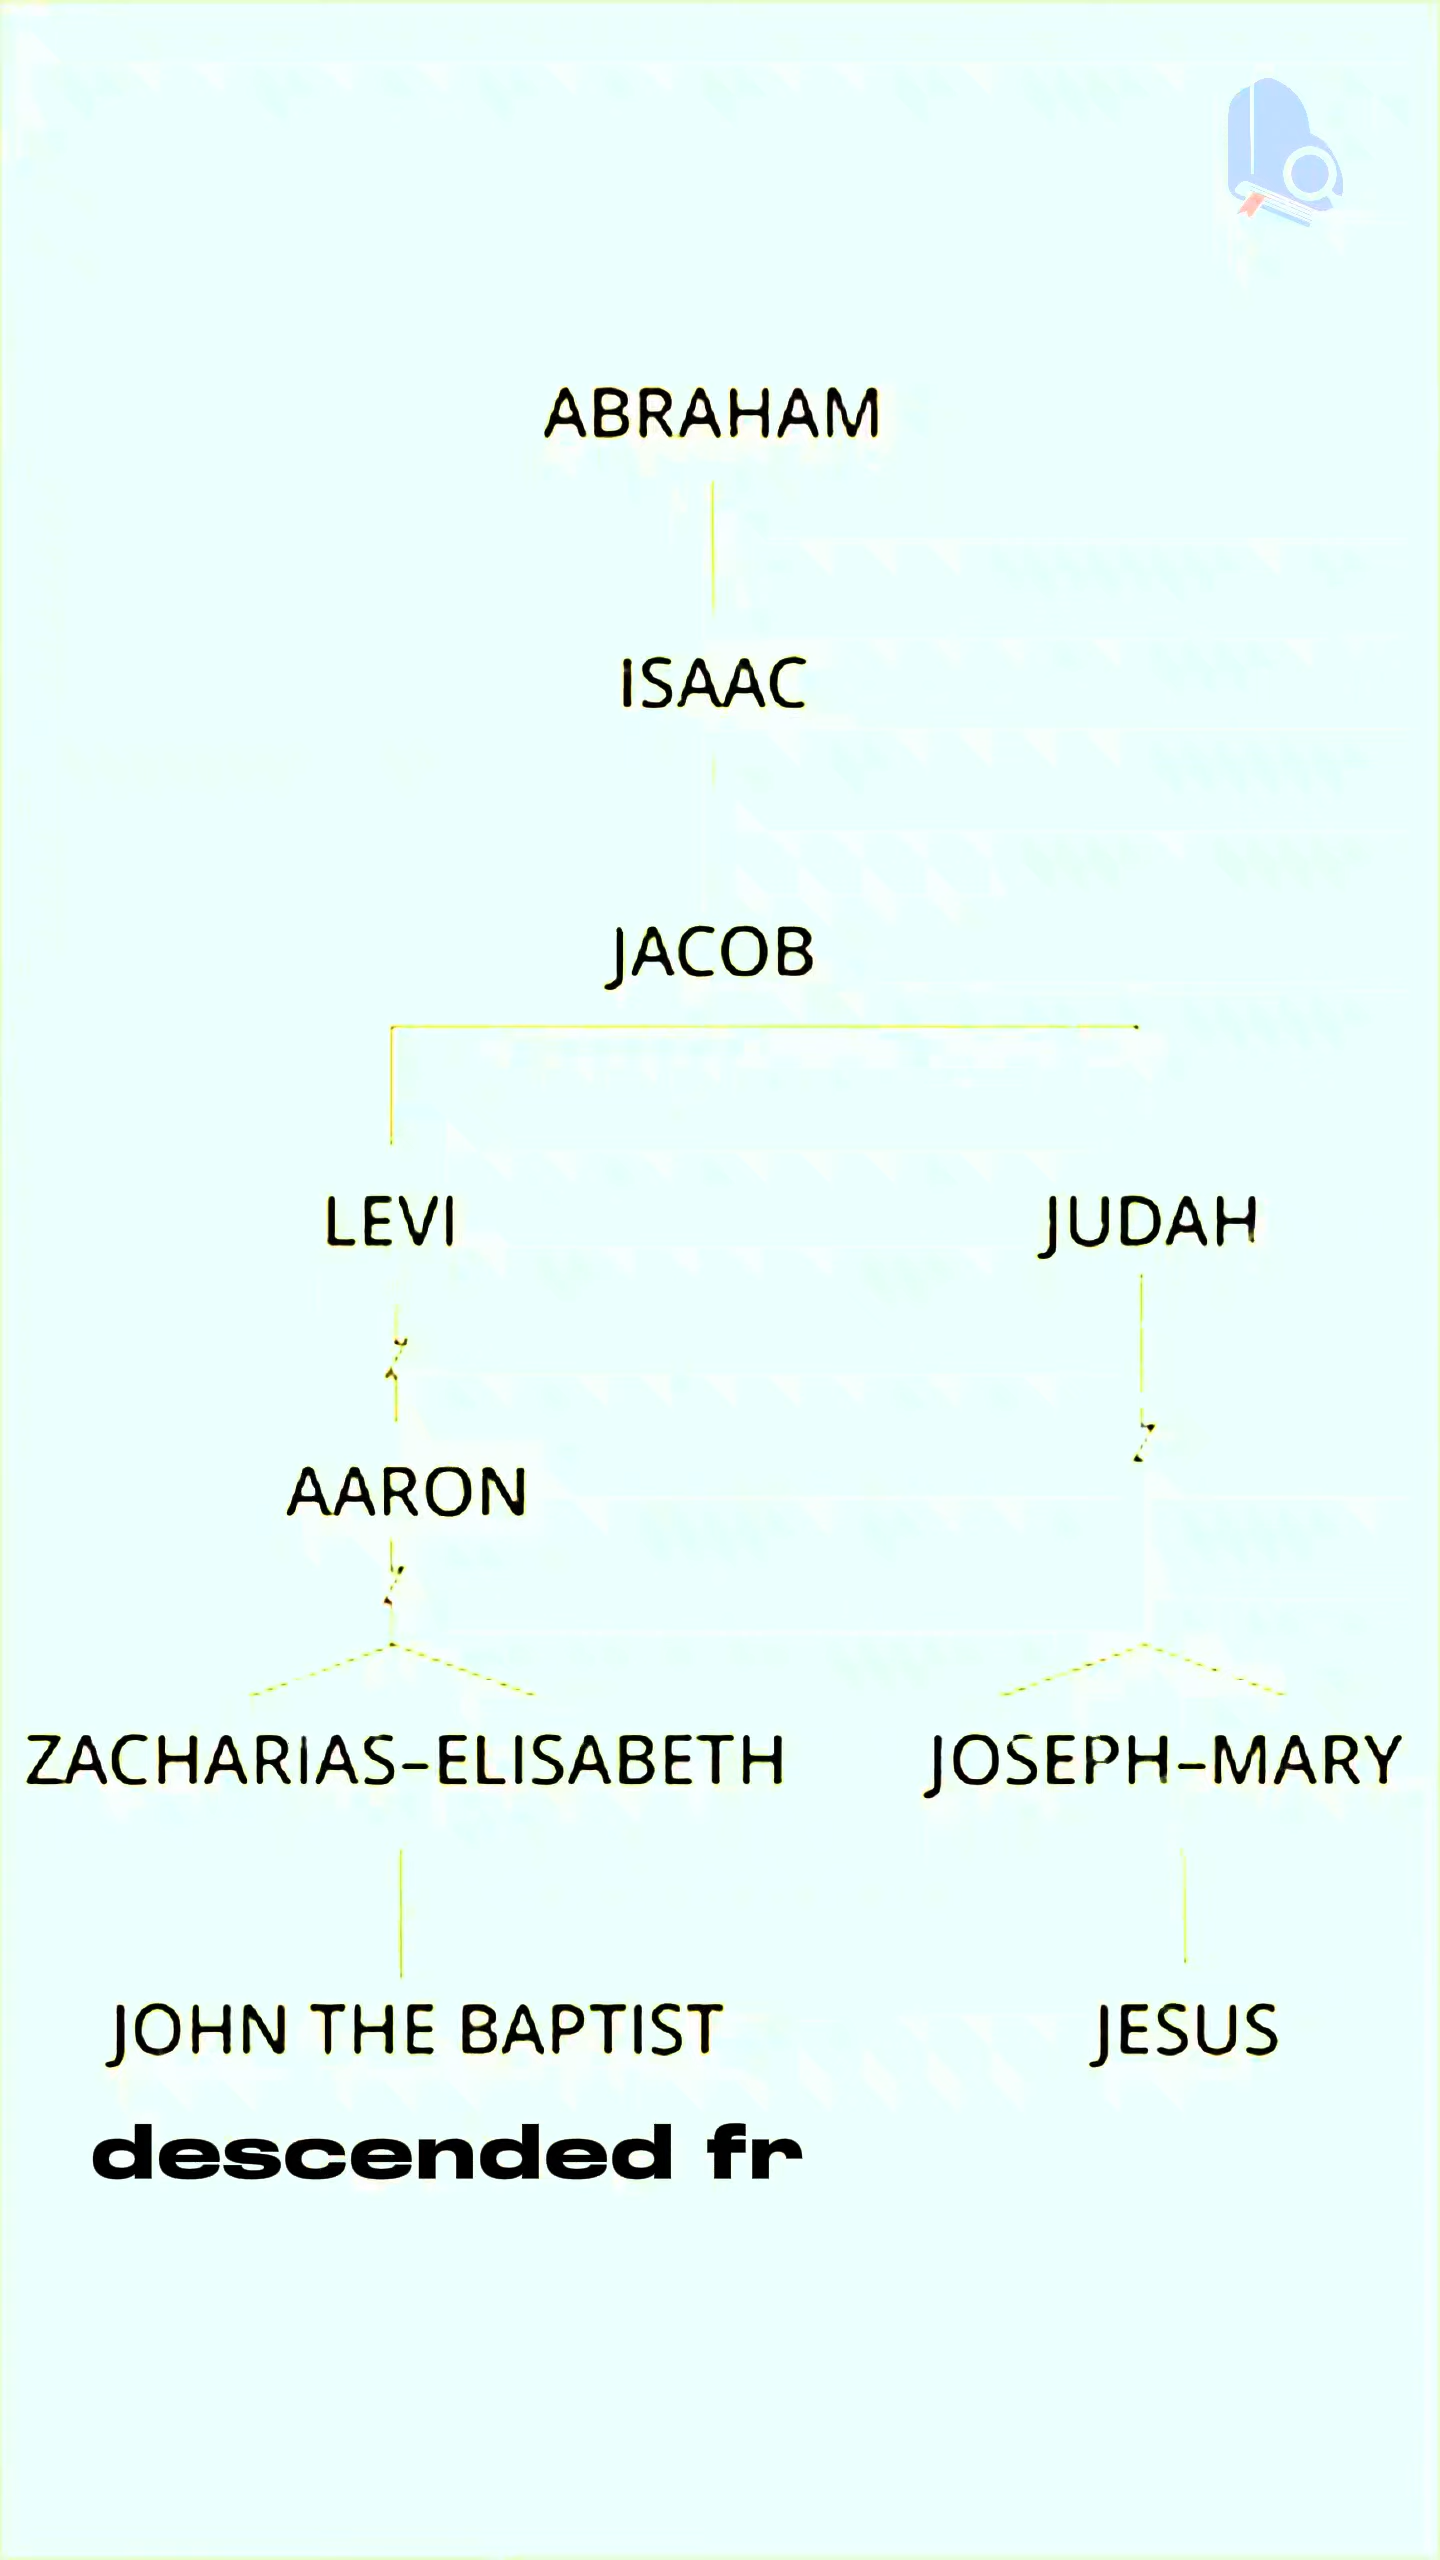 ABRAHAM
ISAAC
JACOB
LEVI JUDAH
AARON
ZACHARIAS-ELISABETH JOSEPH-MARY
JOHN THE BAPTIST JESUS
descended fr